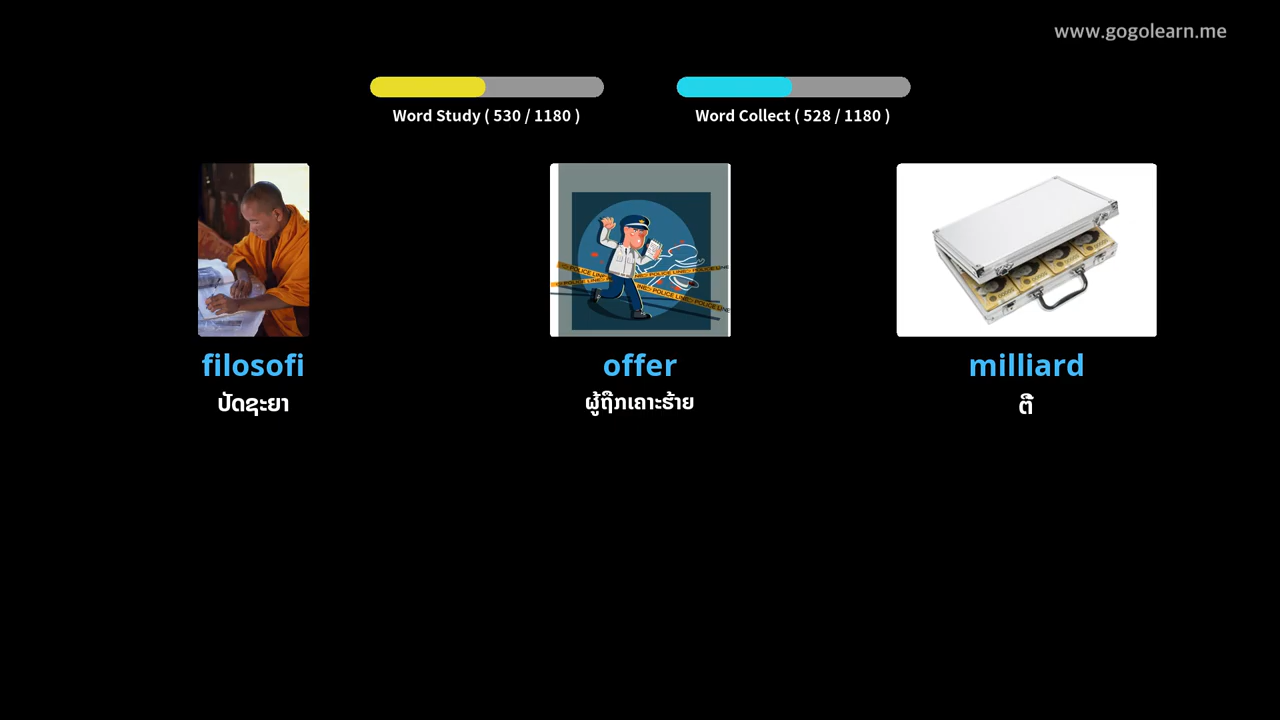 www.gogolearn.me
Word Study ( 530 / 1180 )
Word Collect ( 528 / 1180 )
filosofi
offer
milliard
ປັດຊະຍາ
ຜູ້ຖືກເຄາະຮ້າຍ
ຕື້